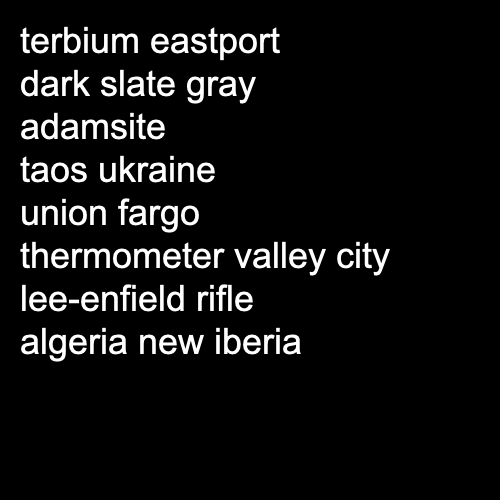 terbium eastport
dark slate gray
adamsite
taos ukraine
union fargo
thermometer valley city
lee-enfield rifle
algeria new iberia